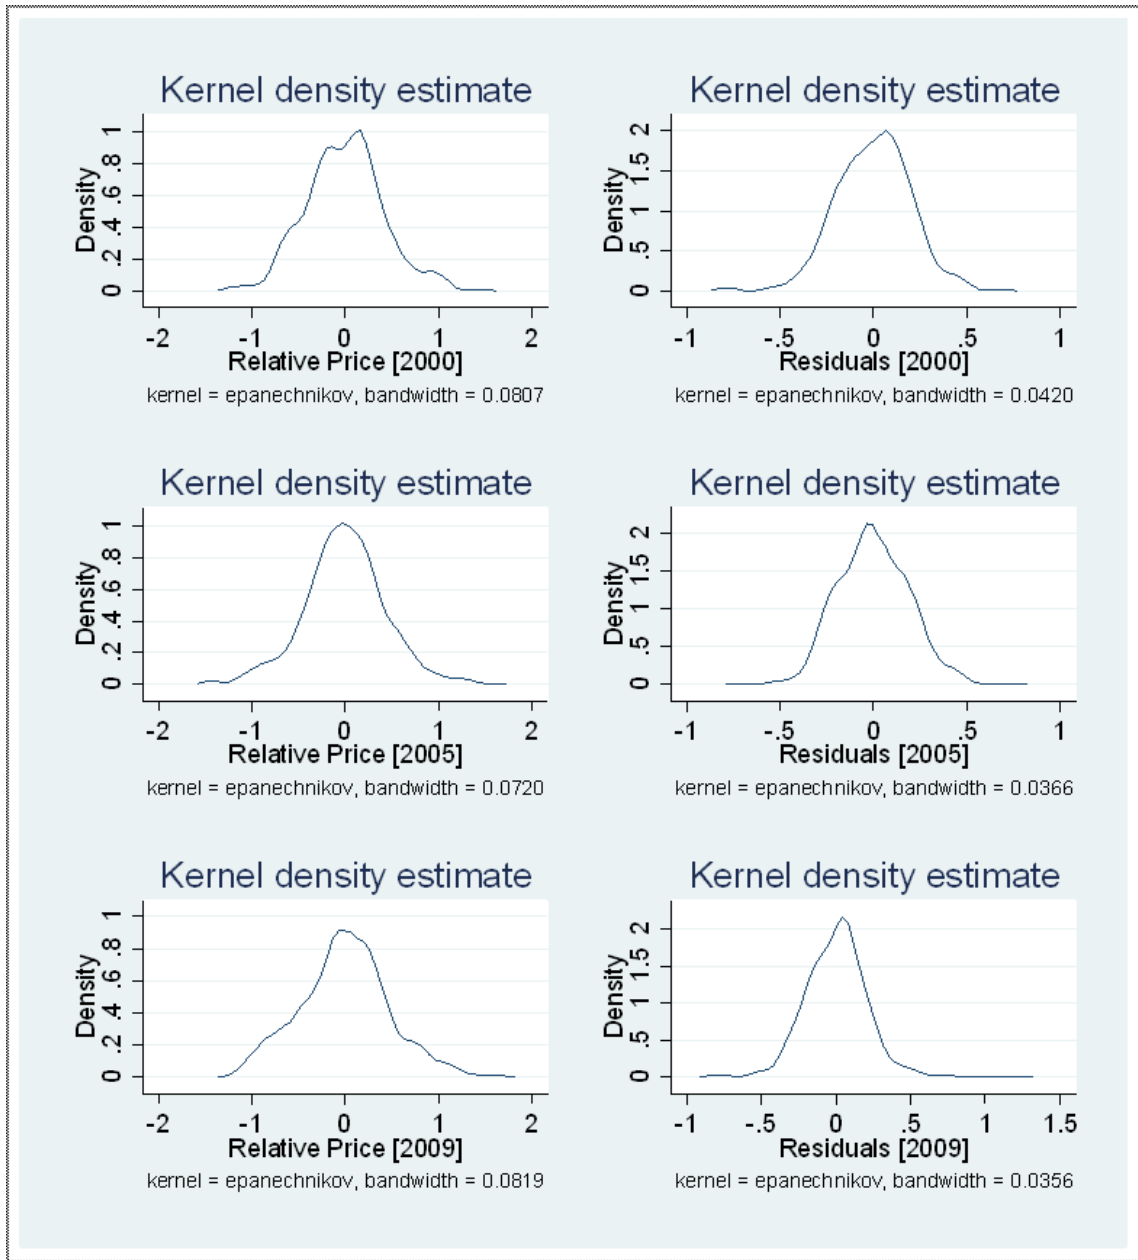 Kernel density estimate
Density
0 .2 .4 .6 .8 1
-2 -1 0 1 2
Relative Price [2000]
kernel = epanechnikov, bandwidth = 0.0807
Kernel density estimate
Density
0 .5 1 1.5 2
-1 -.5 0 .5 1
Residuals [2000]
kernel = epanechnikov, bandwidth = 0.0420
Kernel density estimate
Density
0 .2 .4 .6 .8 1
-2 -1 0 1 2
Relative Price [2005]
kernel = epanechnikov, bandwidth = 0.0720
Kernel density estimate
Density
0 .5 1 1.5 2
-1 -.5 0 .5 1
Residuals [2005]
kernel = epanechnikov, bandwidth = 0.0366
Kernel density estimate
Density
0 .2 .4 .6 .8 1
-2 -1 0 1 2
Relative Price [2009]
kernel = epanechnikov, bandwidth = 0.0819
Kernel density estimate
Density
0 .5 1 1.5 2
-1 -.5 0 .5 1 1.5
Residuals [2009]
kernel = epanechnikov, bandwidth = 0.0356